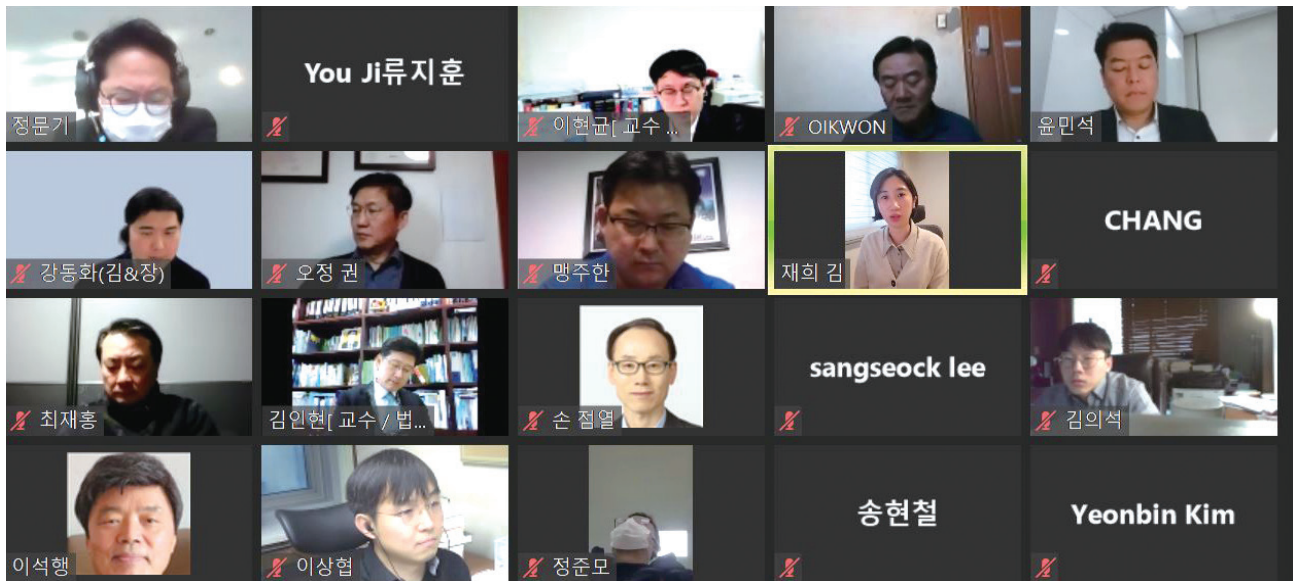 정문기
You Ji류지훈
이현균[ 교수 ...
OIKWON
윤민석
강동화(김&장)
오정 권
맹주한
재희 김
CHANG
최재홍
김인현[ 교수 / 법...
손 점열
sangseock lee
김의석
이석행
이상협
정준모
송현철
Yeonbin Kim